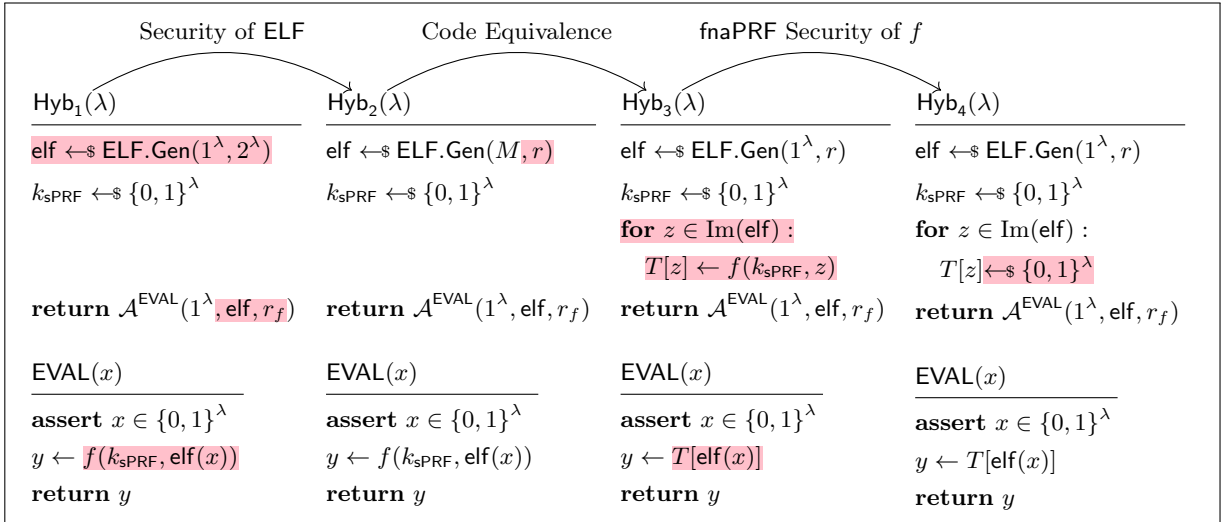 Security of ELF
Code Equivalence
fnaPRF Security of f
Hyb₁(λ)
elf ←$ ELF.Gen(1^λ, 2^λ)
k_sPRF ←$ {0, 1}^λ
return 𝒜^EVAL(1^λ, elf, r_f)
EVAL(x)
assert x ∈ {0, 1}^λ
y ← f(k_sPRF, elf(x))
return y
Hyb₂(λ)
elf ←$ ELF.Gen(M, r)
k_sPRF ←$ {0, 1}^λ
return 𝒜^EVAL(1^λ, elf, r_f)
EVAL(x)
assert x ∈ {0, 1}^λ
y ← f(k_sPRF, elf(x))
return y
Hyb₃(λ)
elf ←$ ELF.Gen(1^λ, r)
k_sPRF ←$ {0, 1}^λ
for z ∈ Im(elf) :
T[z] ← f(k_sPRF, z)
return 𝒜^EVAL(1^λ, elf, r_f)
EVAL(x)
assert x ∈ {0, 1}^λ
y ← T[elf(x)]
return y
Hyb₄(λ)
elf ←$ ELF.Gen(1^λ, r)
k_sPRF ←$ {0, 1}^λ
for z ∈ Im(elf) :
T[z] ←$ {0, 1}^λ
return 𝒜^EVAL(1^λ, elf, r_f)
EVAL(x)
assert x ∈ {0, 1}^λ
y ← T[elf(x)]
return y